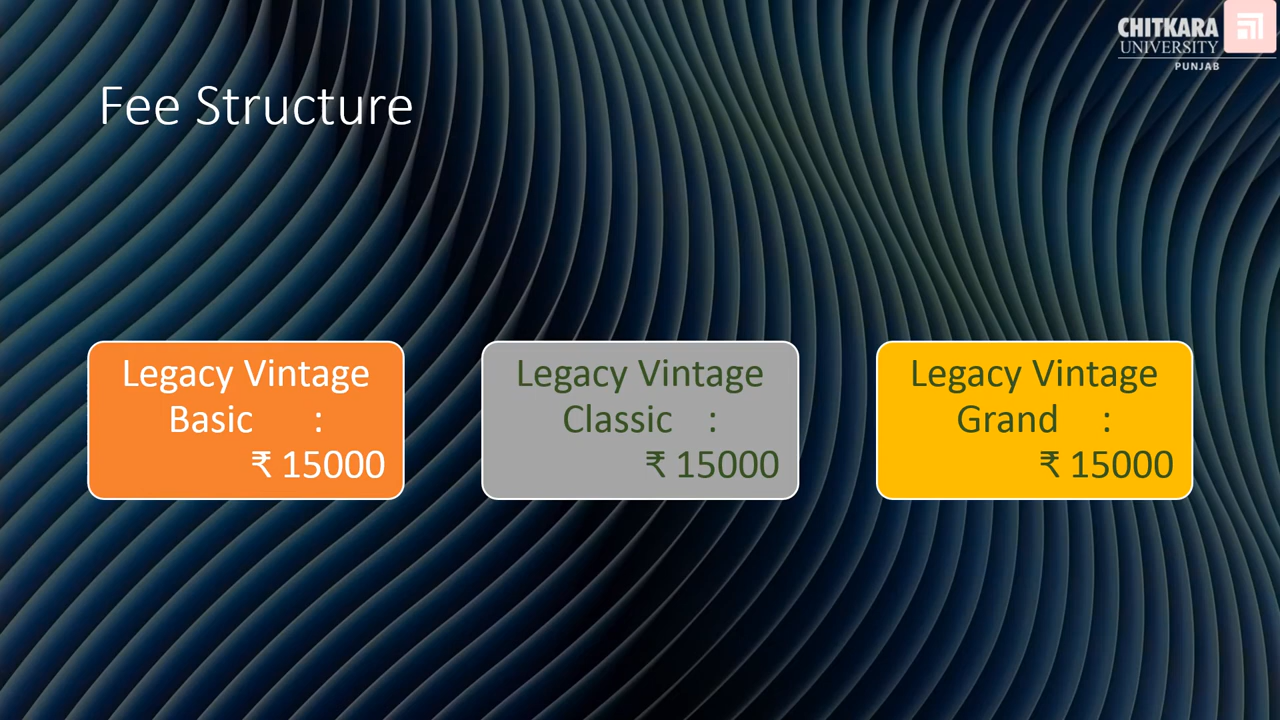 CHITKARA
UNIVERSITY
PUNJAB
Fee Structure
Legacy Vintage
Basic :
₹ 15000
Legacy Vintage
Classic :
₹ 15000
Legacy Vintage
Grand :
₹ 15000